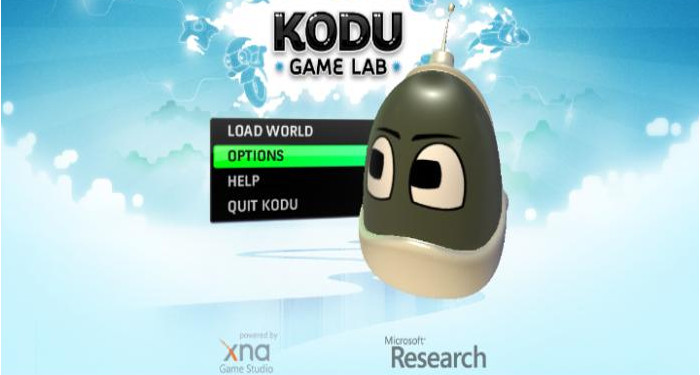 KODU
GAME LAB
LOAD WORLD
OPTIONS
HELP
QUIT KODU
powered by
xna
Game Studio
Microsoft
Research